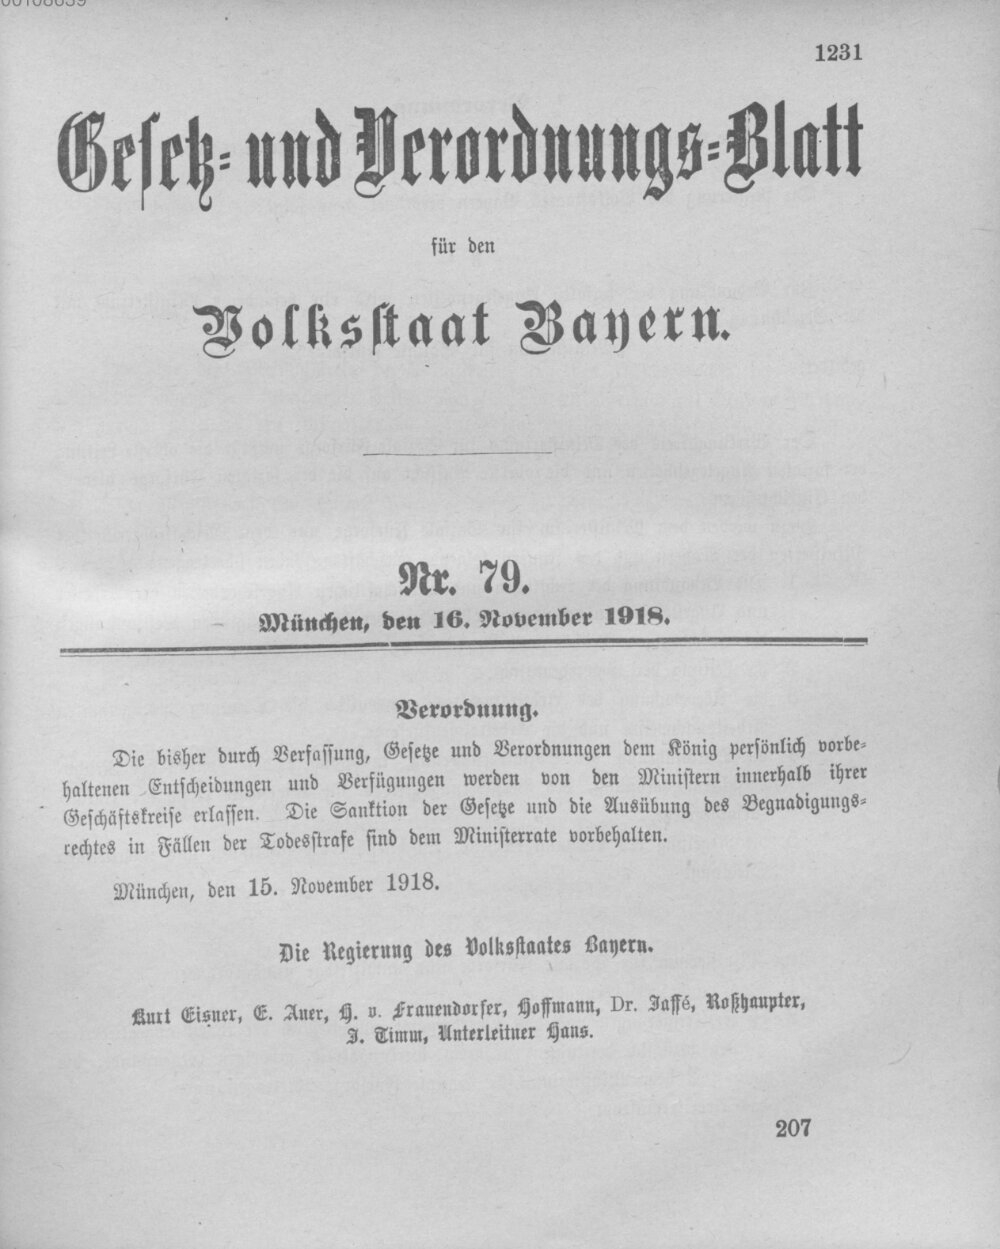 1231
Gesetz- und Verordnungs-Blatt
für den
Volksstaat Bayern.
Nr. 79.
München, den 16. November 1918.
Verordnung.
Die bisher durch Verfassung, Gesetze und Verordnungen dem König persönlich vorbe-
haltenen Entscheidungen und Verfügungen werden von den Ministern innerhalb ihrer
Geschäftskreise erlassen. Die Sanktion der Gesetze und die Ausübung des Begnadigungs-
rechtes in Fällen der Todesstrafe sind dem Ministerrate vorbehalten.
München, den 15. November 1918.
Die Regierung des Volksstaates Bayern.
Kurt Eisner, E. Auer, H. v. Frauendorfer, Hoffmann, Dr. Jaffé, Roßhaupter,
J. Timm, Unterleitner Hans.
207